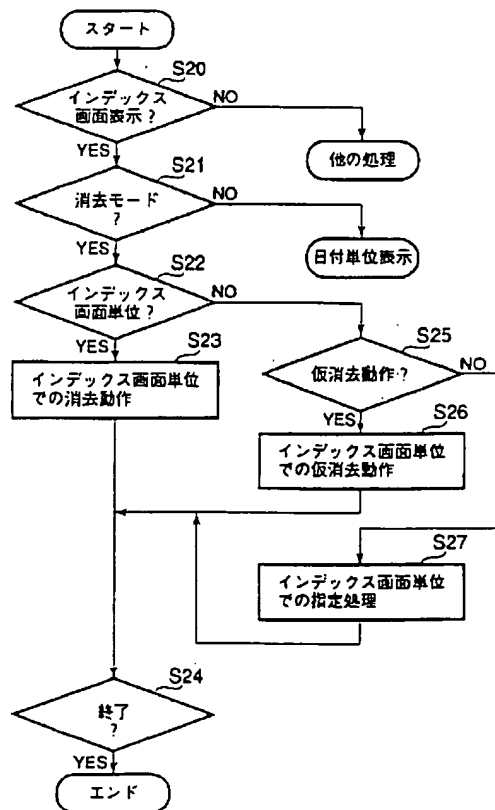 スタート
S20
インデックス
画面表示?
NO
YES
他の処理
S21
消去モード
?
NO
YES
日付単位表示
S22
インデックス
画面単位?
NO
YES
S23
インデックス画面単位
での消去動作
S25
仮消去動作?
NO
YES
S26
インデックス画面単位
での仮消去動作
S27
インデックス画面単位
での指定処理
S24
終了
?
YES
エンド